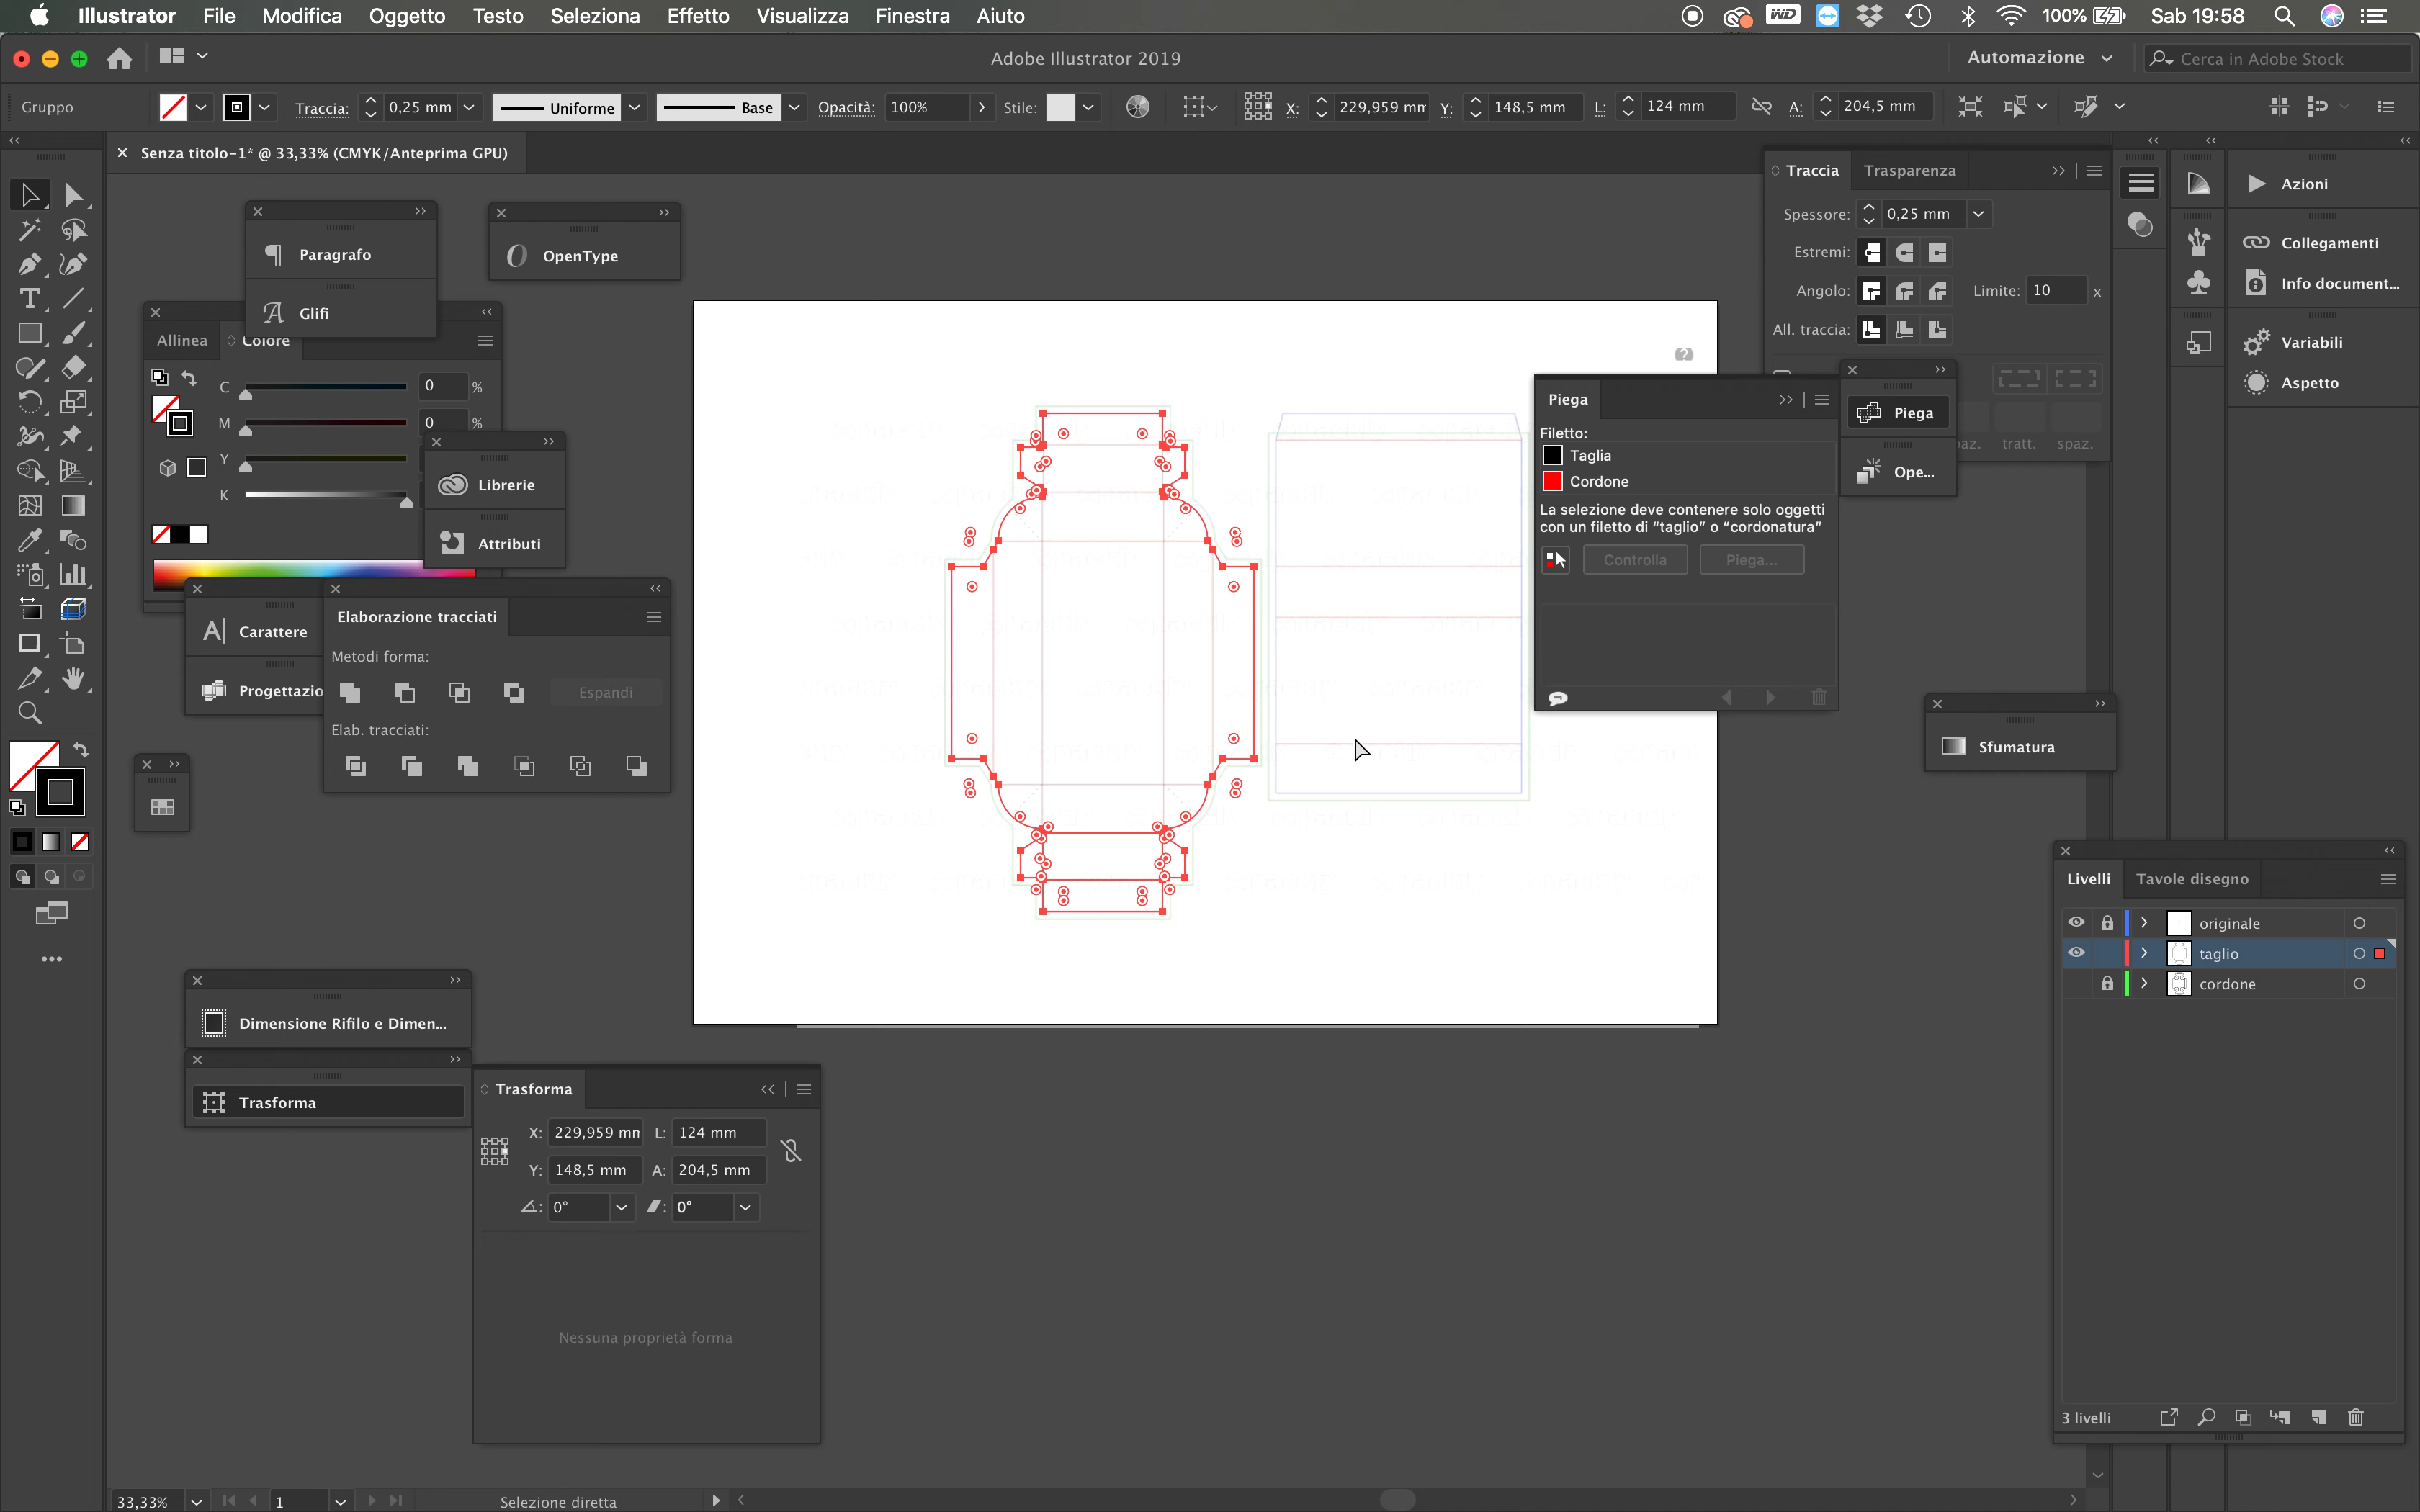 Illustrator File Modifica Oggetto Testo Seleziona Effetto Visualizza Finestra Aiuto
WD 100% Sab 19:58
Adobe Illustrator 2019
Automazione
Cerca in Adobe Stock
Gruppo Traccia: 0,25 mm Uniforme Base Opacità: 100% Stile: X: 229,959 mm Y: 148,5 mm L: 124 mm A: 204,5 mm
Senza titolo-1* @ 33,33% (CMYK/Anteprima GPU)
Paragrafo
Glifi
OpenType
Allinea Colore
C 0 %
M 0 %
Y
K
Librerie
Attributi
Carattere
Progettazio
Elaborazione tracciati
Metodi forma:
Espandi
Elab. tracciati:
Dimensione Rifilo e Dimen...
Trasforma
Trasforma
X: 229,959 mn L: 124 mm
Y: 148,5 mm A: 204,5 mm
0° 0°
Nessuna proprietà forma
Piega
Filetto:
Taglia
Cordone
La selezione deve contenere solo oggetti
con un filetto di “taglio” o “cordonatura”
Controlla Piega...
Traccia Trasparenza
Spessore: 0,25 mm
Estremi:
Angolo: Limite: 10 x
All. traccia:
Piega
Ope...
paz. tratt. spaz.
Sfumatura
Azioni
Collegamenti
Info document...
Variabili
Aspetto
Livelli Tavole disegno
originale
taglio
cordone
3 livelli
33,33% 1 Selezione diretta